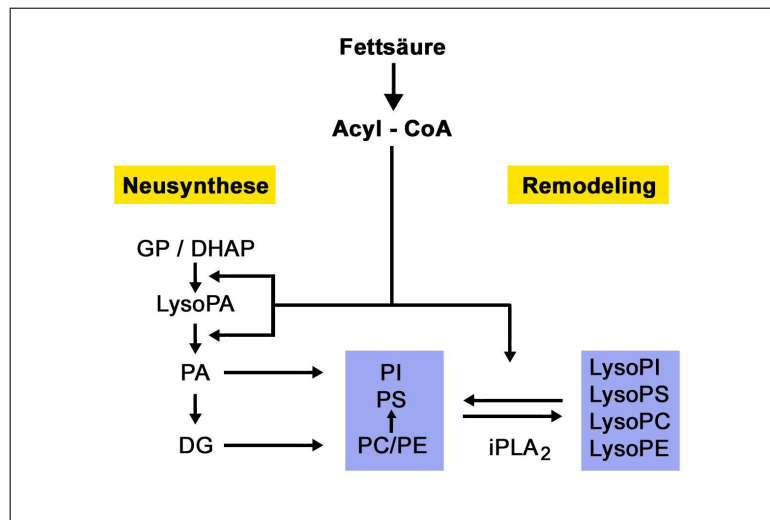 Fettsäure
Acyl - CoA
Neusynthese
Remodeling
GP / DHAP
LysoPA
PA
DG
PI
PS
PC/PE
iPLA2
LysoPI
LysoPS
LysoPC
LysoPE